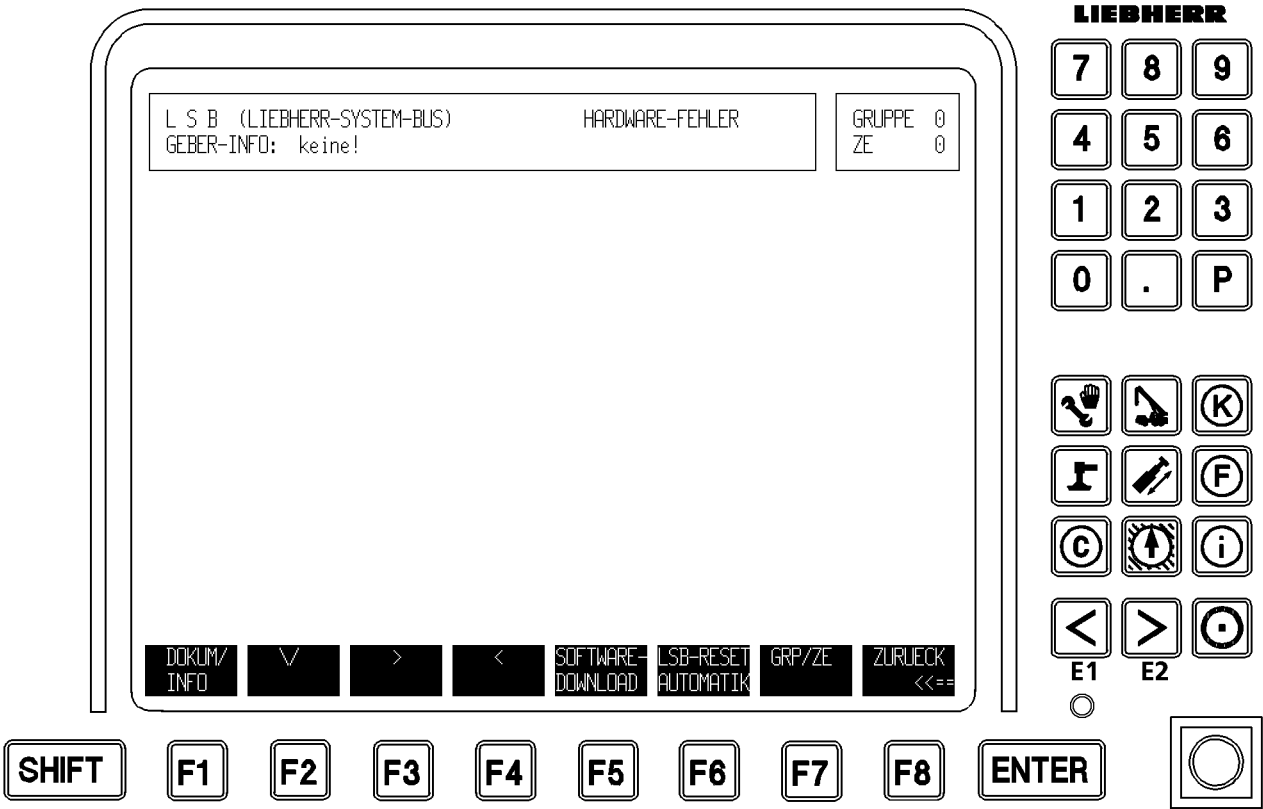 LIEBHERR
L S B (LIEBHERR-SYSTEM-BUS) HARDWARE-FEHLER
GEBER-INFO: keine!
GRUPPE 0
ZE 0
7 8 9
4 5 6
1 2 3
0 . P
K
F
C i
< >
E1 E2
DOKUM/ INFO
\/
>
<
SOFTWARE- DOWNLOAD
LSB-RESET AUTOMATIK
GRP/ZE
ZURUECK <<==
SHIFT F1 F2 F3 F4 F5 F6 F7 F8 ENTER